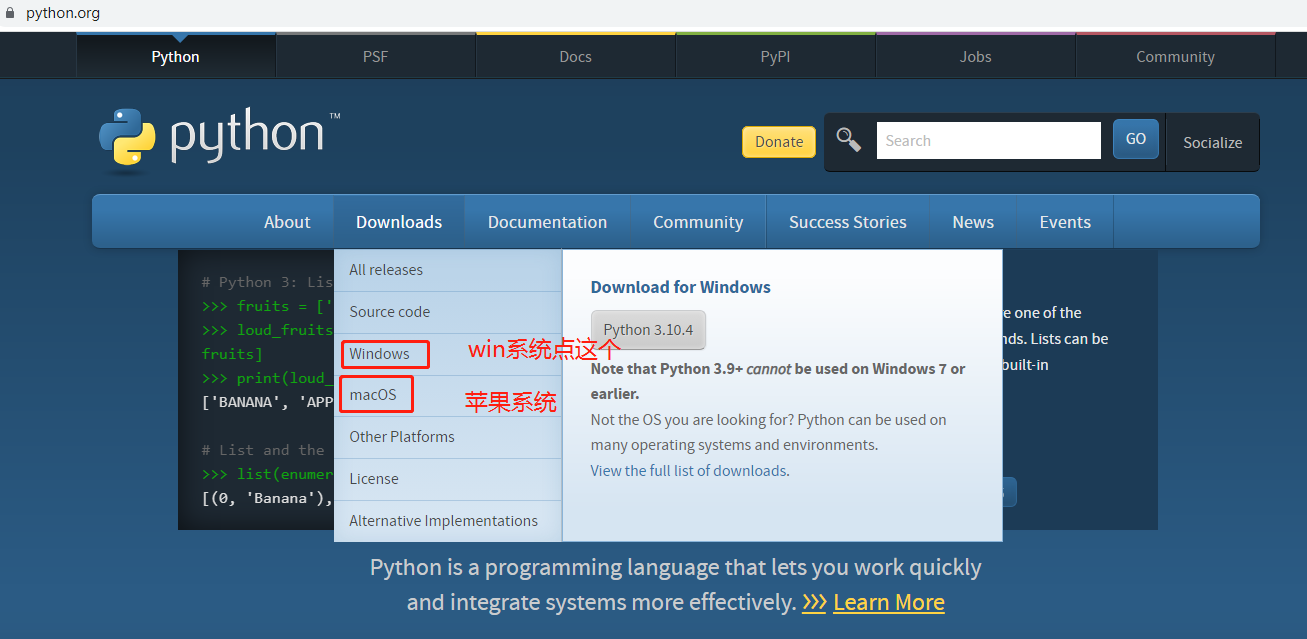 python.org
Python
PSF
Docs
PyPI
Jobs
Community
python™
Donate
Search
GO
Socialize
About
Downloads
Documentation
Community
Success Stories
News
Events
# Python 3: Lis
>>> fruits = ['
>>> loud_fruits
fruits]
>>> print(loud_
['BANANA', 'APP
# List and the
>>> list(enumer
[(0, 'Banana'),
All releases
Source code
Windows
win系统点这个
macOS
苹果系统
Other Platforms
License
Alternative Implementations
Download for Windows
Python 3.10.4
Note that Python 3.9+ cannot be used on Windows 7 or
earlier.
Not the OS you are looking for? Python can be used on
many operating systems and environments.
View the full list of downloads.
e one of the
nds. Lists can be
built-in
Python is a programming language that lets you work quickly
and integrate systems more effectively. >>> Learn More